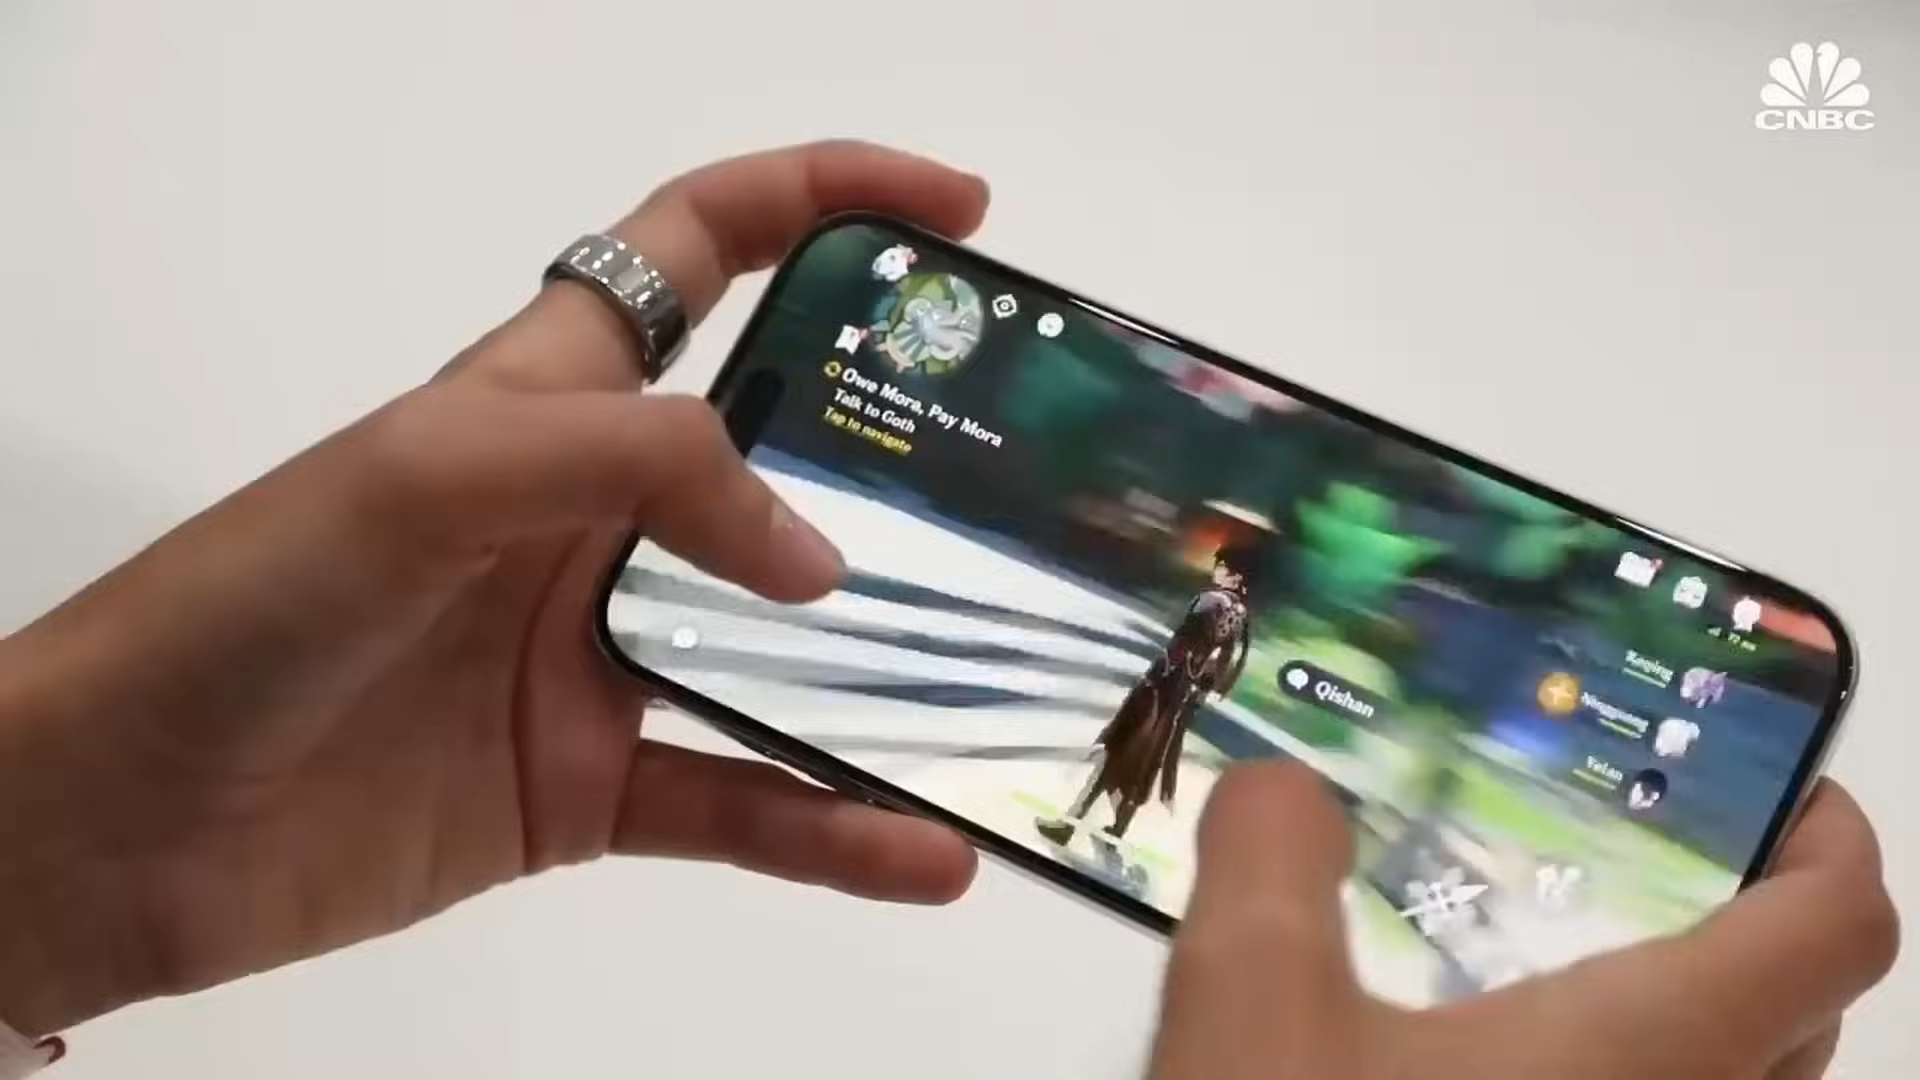 CNBC
Owe Mora, Pay Mora
Talk to Goth
Tap to navigate
Qishan
Keqing
Ningguang
Yelan